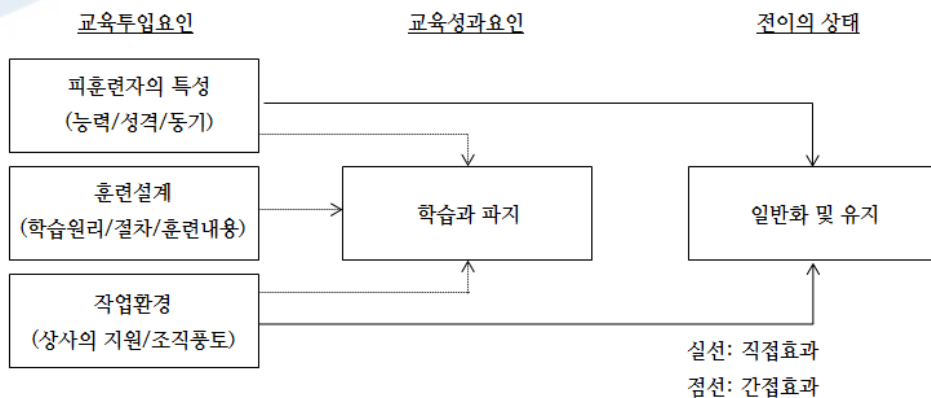 교육투입요인
교육성과요인
전이의 상태
피훈련자의 특성
(능력/성격/동기)
훈련설계
(학습원리/절차/훈련내용)
학습과 파지
일반화 및 유지
작업환경
(상사의 지원/조직풍토)
실선: 직접효과
점선: 간접효과